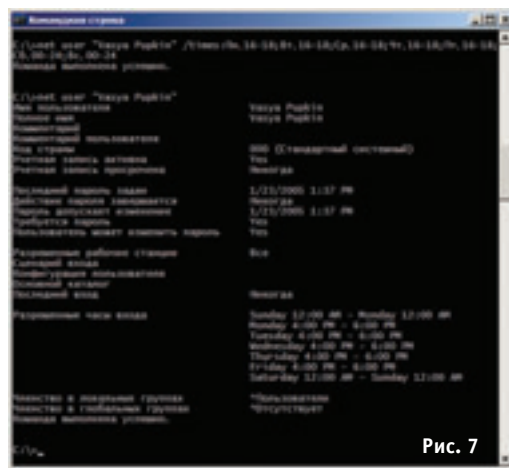 Командная строка
C:\>net user "Vasya Pupkin" /times:Пн,16-18;Вт,16-18;Ср,16-18;Чт,16-18;Пт,16-18;
Сб,00-24;Вс,00-24
Команда выполнена успешно.
C:\>net user "Vasya Pupkin"
Имя пользователя Vasya Pupkin
Полное имя Vasya Pupkin
Комментарий
Комментарий пользователя
Код страны 000 (Стандартный системный)
Учетная запись активна Yes
Учетная запись просрочена Никогда
Последний пароль задан 1/23/2005 1:37 PM
Действие пароля завершается Никогда
Пароль допускает изменение 1/23/2005 1:37 PM
Требуется пароль Yes
Пользователь может изменить пароль Yes
Разрешенные рабочие станции Все
Сценарий входа
Конфигурация пользователя
Основной каталог
Последний вход Никогда
Разрешенные часы входа Sunday 12:00 AM - Monday 12:00 AM
Monday 4:00 PM - 6:00 PM
Tuesday 4:00 PM - 6:00 PM
Wednesday 4:00 PM - 6:00 PM
Thursday 4:00 PM - 6:00 PM
Friday 4:00 PM - 6:00 PM
Saturday 12:00 AM - Sunday 12:00 AM
Членство в локальных группах *Пользователи
Членство в глобальных группах *Отсутствует
Команда выполнена успешно.
C:\>_
Рис. 7